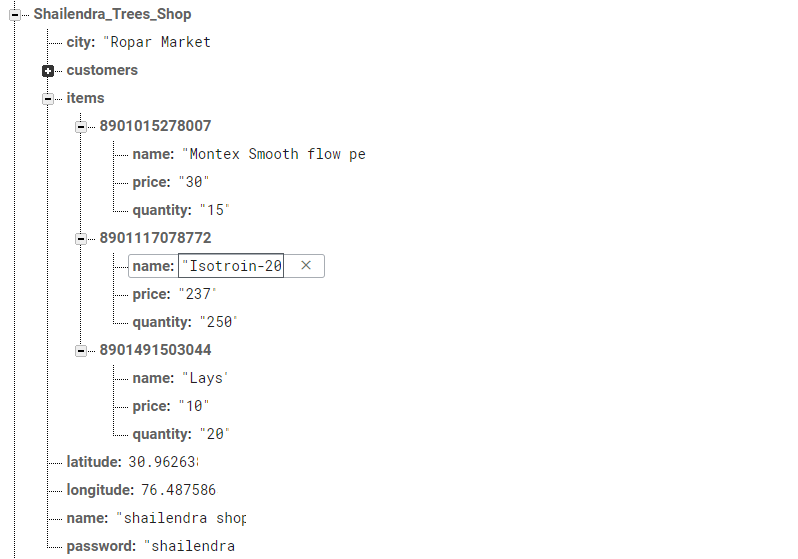 Shailendra_Trees_Shop
city: "Ropar Market
customers
items
8901015278007
name: "Montex Smooth flow pe
price: "30"
quantity: "15"
8901117078772
name: "Isotroin-20
price: "237"
quantity: "250"
8901491503044
name: "Lays"
price: "10"
quantity: "20"
latitude: 30.96263
longitude: 76.487586
name: "shailendra shop
password: "shailendra